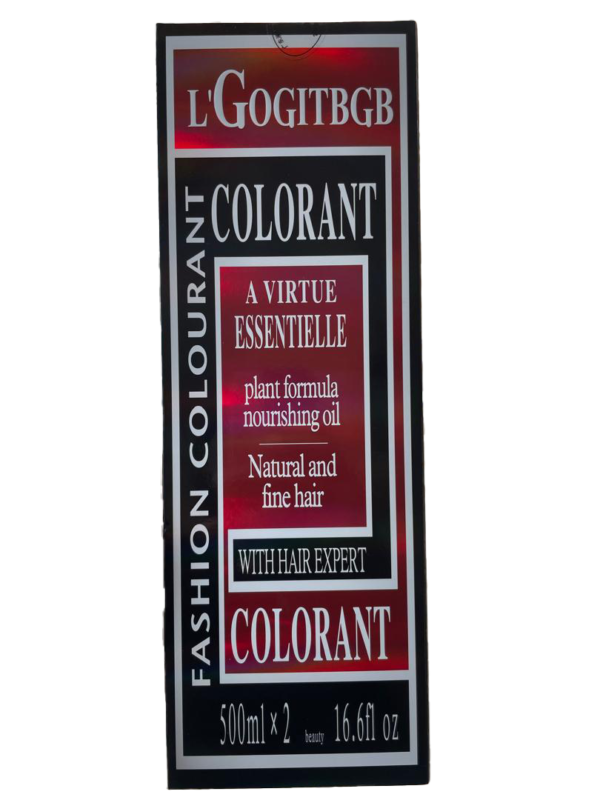 L'GOGITBGB
COLORANT
FASHION COLOURANT
A VIRTUE
ESSENTIELLE
plant formula
nourishing oil
Natural and
fine hair
WITH HAIR EXPERT
COLORANT
500ml × 2 beauty 16.6fl oz